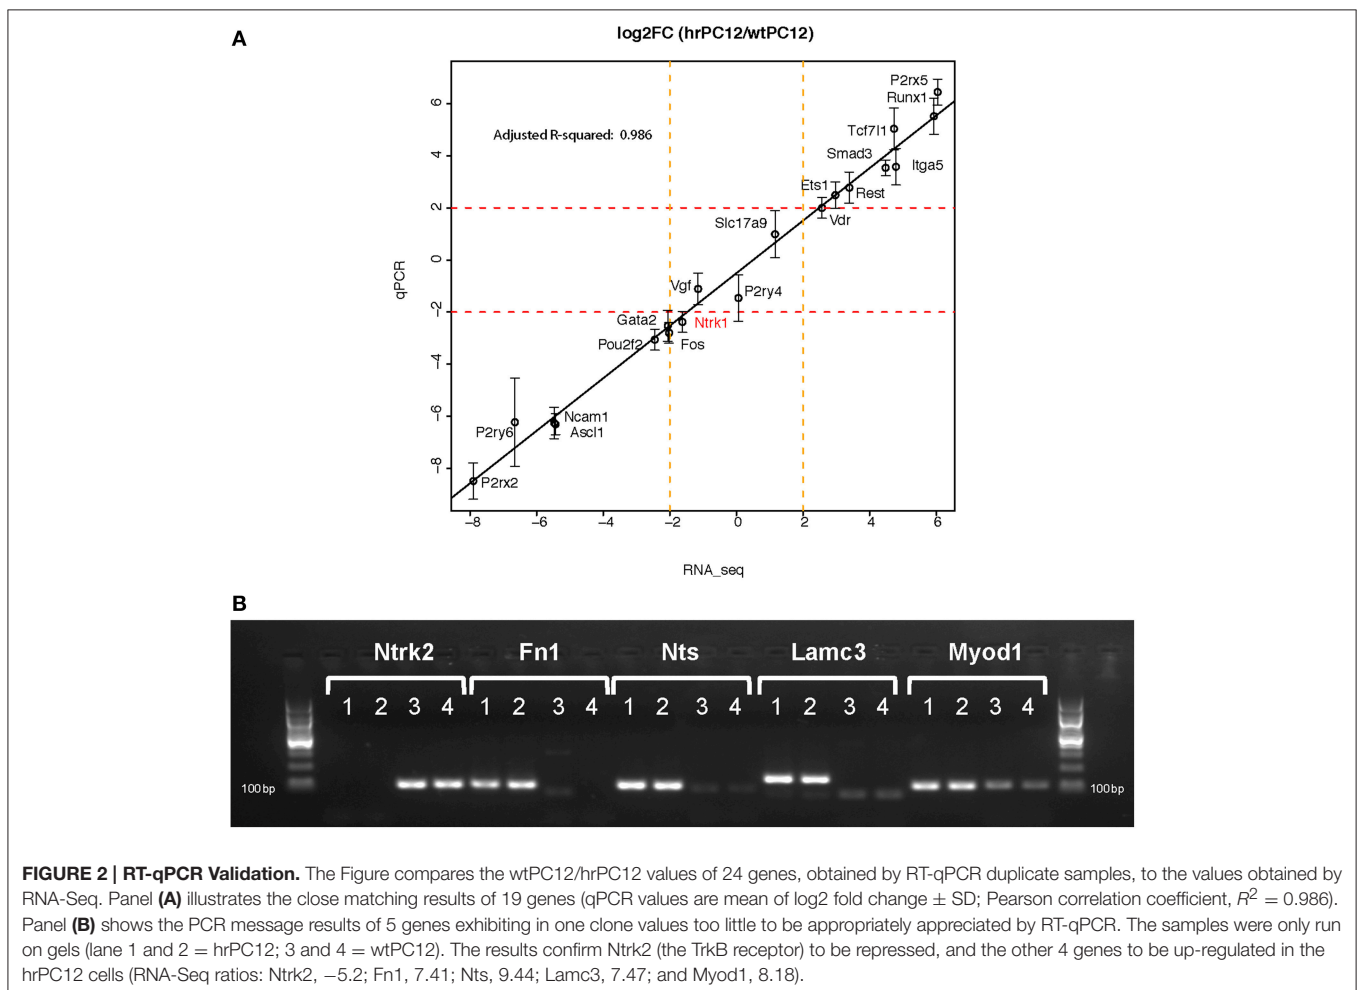 A
log2FC (hrPC12/wtPC12)
P2rx5
Runx1
Adjusted R-squared: 0.986
Tcf7l1
Smad3
Itga5
Ets1
Rest
Slc17a9
Vdr
Vgf
P2ry4
Gata2
Ntrk1
Pou2f2
Fos
Ncam1
P2ry6
Ascl1
P2rx2
6
4
2
0
-2
-4
-6
-8
qPCR
-8 -6 -4 -2 0 2 4 6
RNA_seq
B
Ntrk2 Fn1 Nts Lamc3 Myod1
1 2 3 4 1 2 3 4 1 2 3 4 1 2 3 4 1 2 3 4
100bp 100bp
FIGURE 2 | RT-qPCR Validation. The Figure compares the wtPC12/hrPC12 values of 24 genes, obtained by RT-qPCR duplicate samples, to the values obtained by
RNA-Seq. Panel (A) illustrates the close matching results of 19 genes (qPCR values are mean of log2 fold change ± SD; Pearson correlation coefficient, R² = 0.986).
Panel (B) shows the PCR message results of 5 genes exhibiting in one clone values too little to be appropriately appreciated by RT-qPCR. The samples were only run
on gels (lane 1 and 2 = hrPC12; 3 and 4 = wtPC12). The results confirm Ntrk2 (the TrkB receptor) to be repressed, and the other 4 genes to be up-regulated in the
hrPC12 cells (RNA-Seq ratios: Ntrk2, −5.2; Fn1, 7.41; Nts, 9.44; Lamc3, 7.47; and Myod1, 8.18).